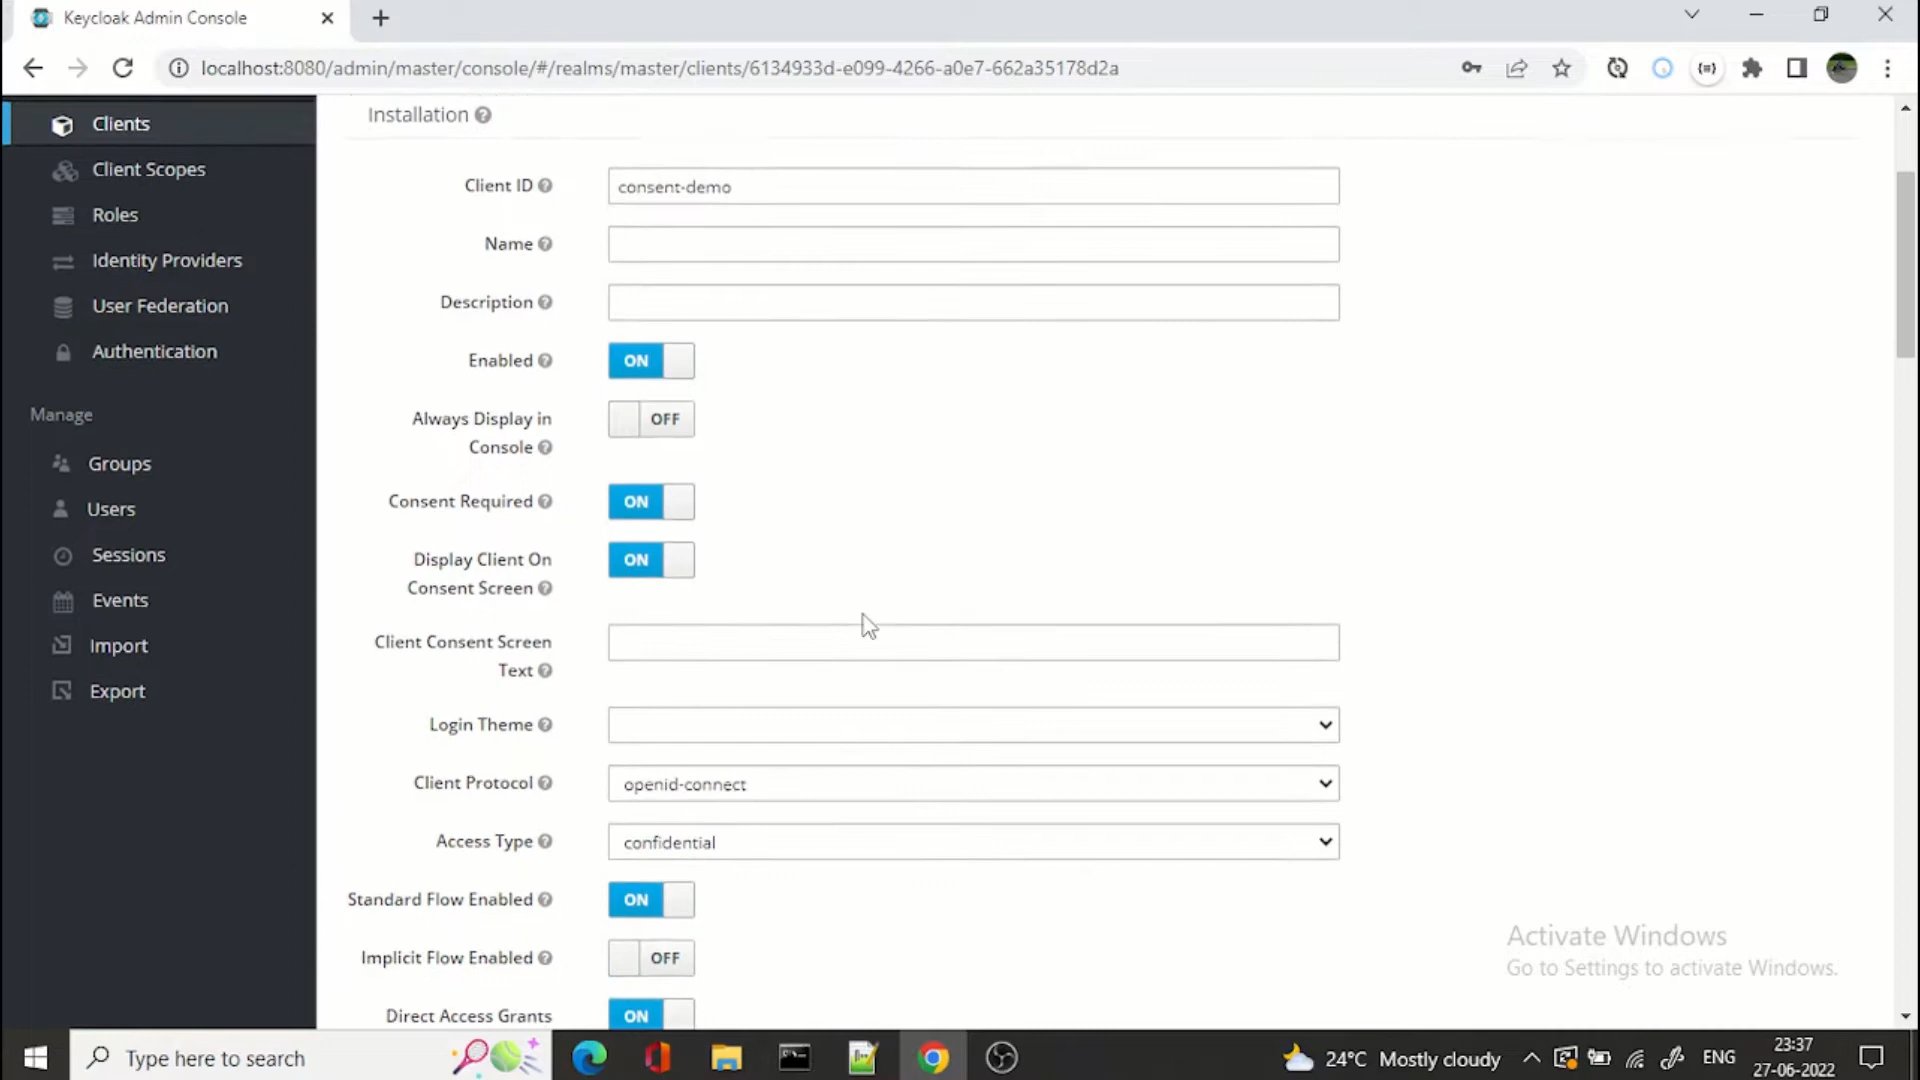 Keycloak Admin Console
localhost:8080/admin/master/console/#/realms/master/clients/6134933d-e099-4266-a0e7-662a35178d2a
Clients
Client Scopes
Roles
Identity Providers
User Federation
Authentication
Manage
Groups
Users
Sessions
Events
Import
Export
Installation
Client ID
consent-demo
Name
Description
Enabled
ON
Always Display in
Console
OFF
Consent Required
ON
Display Client On
Consent Screen
ON
Client Consent Screen
Text
Login Theme
Client Protocol
openid-connect
Access Type
confidential
Standard Flow Enabled
ON
Implicit Flow Enabled
OFF
Direct Access Grants
ON
Activate Windows
Go to Settings to activate Windows.
Type here to search
24°C Mostly cloudy
ENG
23:37
27-06-2022